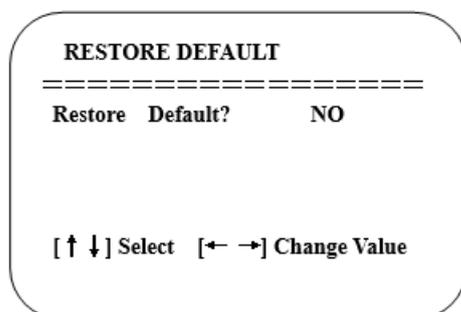 RESTORE DEFAULT
==================
Restore Default? NO
[↑ ↓] Select [← →] Change Value